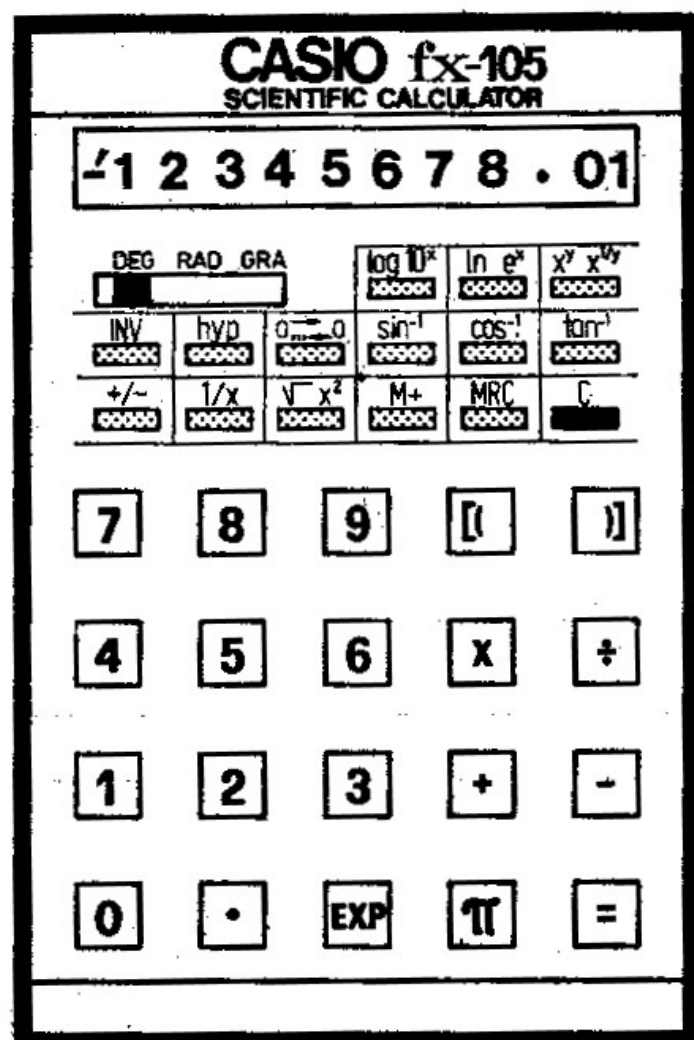 CASIO fx-105
SCIENTIFIC CALCULATOR
-'1 2 3 4 5 6 7 8 . 01
DEG RAD GRA
log 10ˣ ln eˣ xʸ x¹/ʸ
INV hyp sin⁻¹ cos⁻¹ tan⁻¹
+/− 1/x √ x² M+ MRC C
7 8 9 [( )]
4 5 6 x ÷
1 2 3 + -
0 • EXP π =